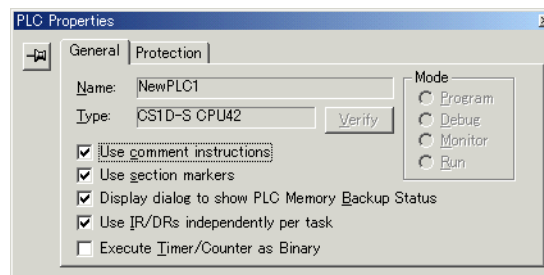 PLC Properties
General Protection
Name: NewPLC1
Type: CS1D-S CPU42 Verify
Mode
Program
Debug
Monitor
Run
Use comment instructions
Use section markers
Display dialog to show PLC Memory Backup Status
Use IR/DRs independently per task
Execute Timer/Counter as Binary